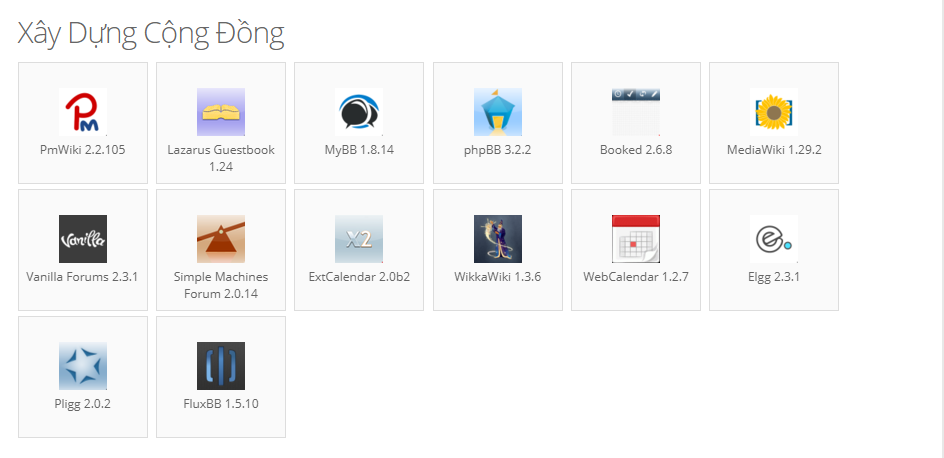 Xây Dựng Cộng Đồng
PM
PmWiki 2.2.105
Lazarus Guestbook
1.24
MyBB 1.8.14
phpBB 3.2.2
Booked 2.6.8
MediaWiki 1.29.2
Vanilla
Vanilla Forums 2.3.1
Simple Machines
Forum 2.0.14
X2
ExtCalendar 2.0b2
WikkaWiki 1.3.6
WebCalendar 1.2.7
e
Elgg 2.3.1
Pligg 2.0.2
FluxBB 1.5.10